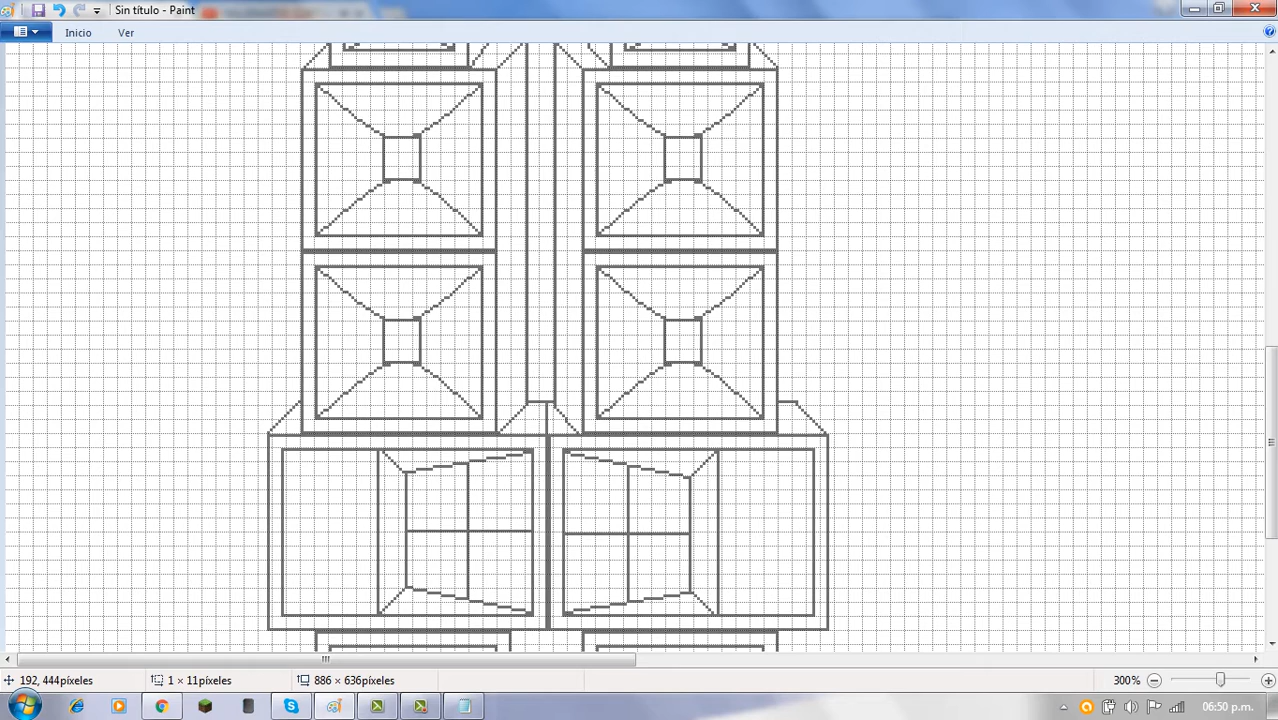 Sin título - Paint
Inicio Ver
192, 444píxeles 1 × 11píxeles 886 × 636píxeles 300%
06:50 p.m.